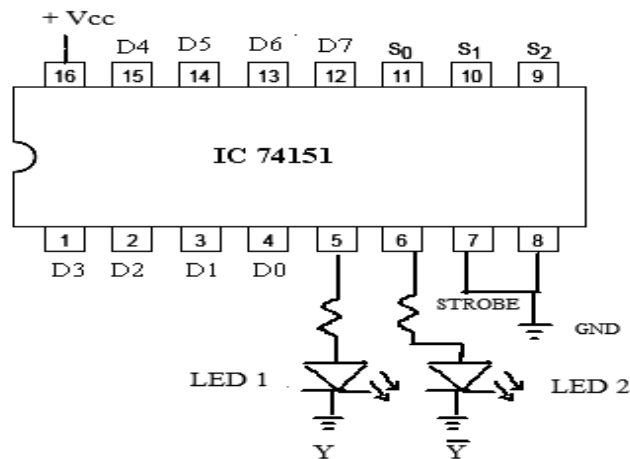 + Vcc
D4 D5 D6 D7 S0 S1 S2
16 15 14 13 12 11 10 9
IC 74151
1 2 3 4 5 6 7 8
D3 D2 D1 D0
STROBE
GND
LED 1
LED 2
Y Y̅